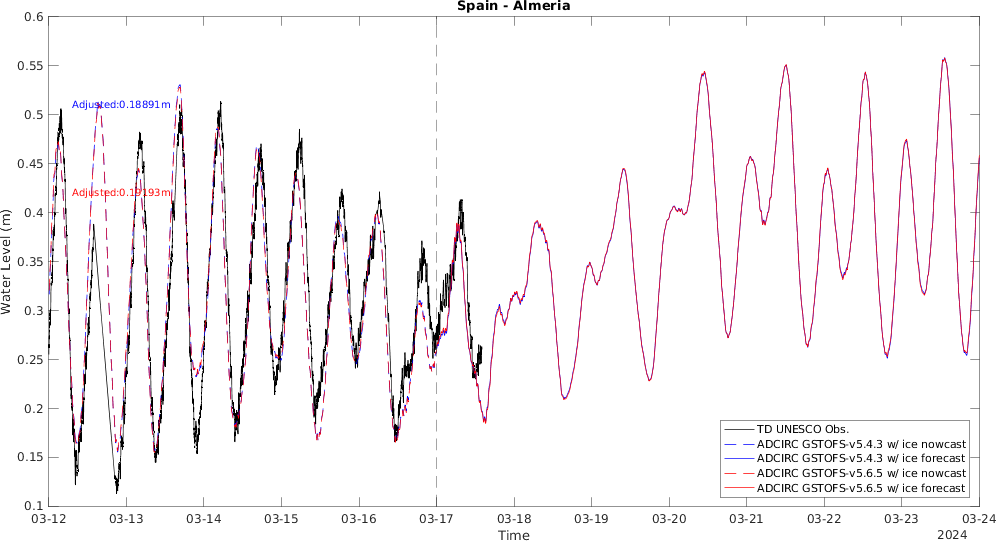 Spain - Almeria
0.6
0.55
0.5
0.45
0.4
0.35
0.3
0.25
0.2
0.15
0.1
Water Level (m)
Adjusted:0.18891m
Adjusted:0.19193m
TD UNESCO Obs.
ADCIRC GSTOFS-v5.4.3 w/ ice nowcast
ADCIRC GSTOFS-v5.4.3 w/ ice forecast
ADCIRC GSTOFS-v5.6.5 w/ ice nowcast
ADCIRC GSTOFS-v5.6.5 w/ ice forecast
03-12 03-13 03-14 03-15 03-16 03-17 03-18 03-19 03-20 03-21 03-22 03-23 03-24
Time
2024